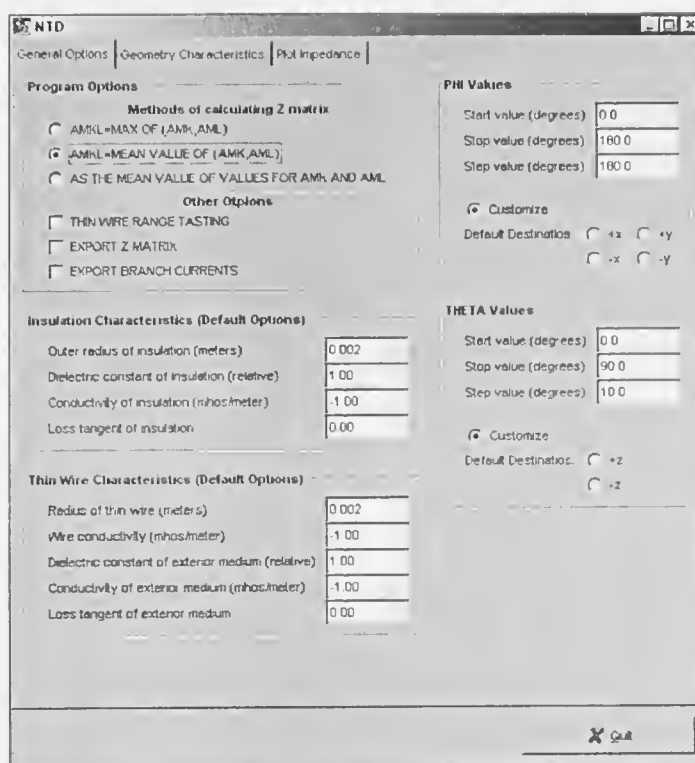 NTD
General Options
Geometry Characteristics
Plot Impedance
Program Options
Methods of calculating Z matrix
AMKL=MAX OF (AMK,AML)
AMKL=MEAN VALUE OF (AMK,AML)
AS THE MEAN VALUE OF VALUES FOR AMK AND AML
Other Otpions
THIN WIRE RANGE TASTING
EXPORT Z MATRIX
EXPORT BRANCH CURRENTS
Insulation Characteristics (Default Options)
Outer radius of insulation (meters) 0.002
Dielectric constant of insulation (relative) 1.00
Conductivity of insulation (mhos/meter) -1.00
Loss tangent of insulation 0.00
Thin Wire Characteristics (Default Options)
Radius of thin wire (meters) 0.002
Wire conductivity (mhos/meter) -1.00
Dielectric constant of exterior medium (relative) 1.00
Conductivity of exterior medium (mhos/meter) -1.00
Loss tangent of exterior medium 0.00
PHI Values
Start value (degrees) 0.0
Stop value (degrees) 180.0
Step value (degrees) 180.0
Customize
Default Destination +x +y
-x -y
THETA Values
Start value (degrees) 0.0
Stop value (degrees) 90.0
Step value (degrees) 10.0
Customize
Default Destination +z
-z
Quit